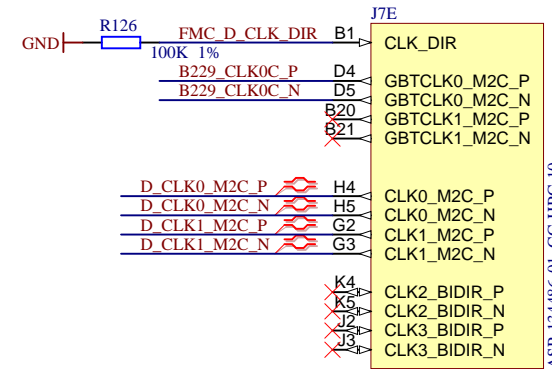 J7E
R126
GND
FMC_D_CLK_DIR B1 CLK_DIR
100K 1%
B229_CLK0C_P D4 GBTCLK0_M2C_P
B229_CLK0C_N D5 GBTCLK0_M2C_N
B20 GBTCLK1_M2C_P
B21 GBTCLK1_M2C_N
D_CLK0_M2C_P H4 CLK0_M2C_P
D_CLK0_M2C_N H5 CLK0_M2C_N
D_CLK1_M2C_P G2 CLK1_M2C_P
D_CLK1_M2C_N G3 CLK1_M2C_N
K4 CLK2_BIDIR_P
K5 CLK2_BIDIR_N
J2 CLK3_BIDIR_P
J3 CLK3_BIDIR_N